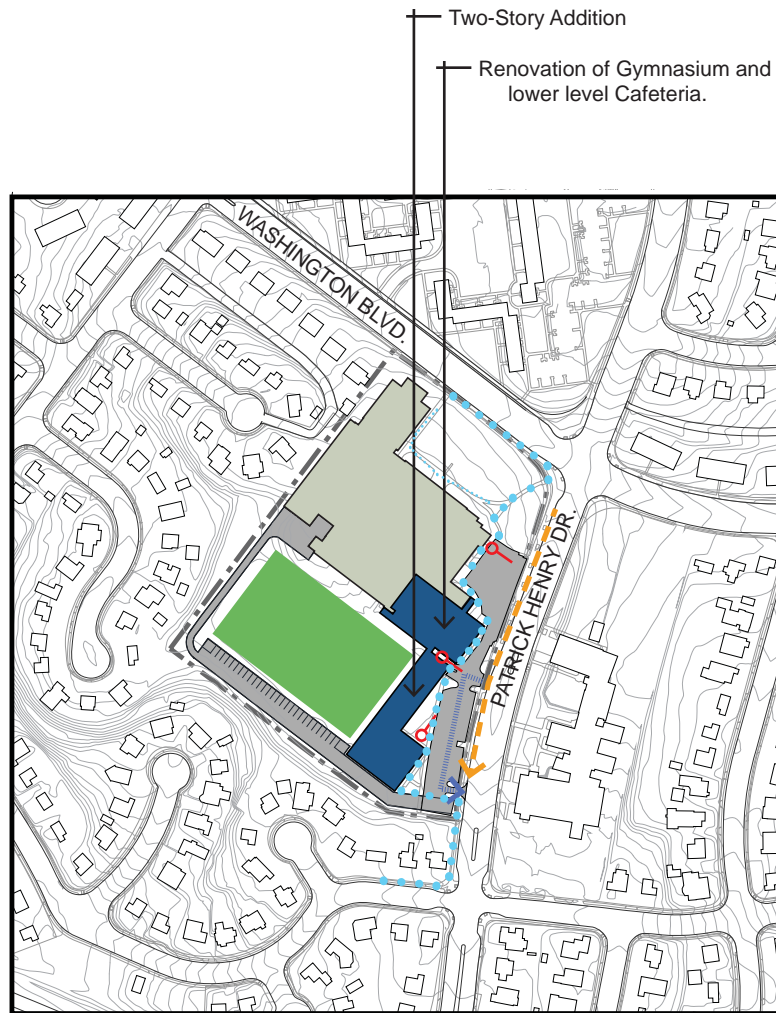 Two-Story Addition
Renovation of Gymnasium and
lower level Cafeteria.
WASHINGTON BLVD.
PATRICK HENRY DR.